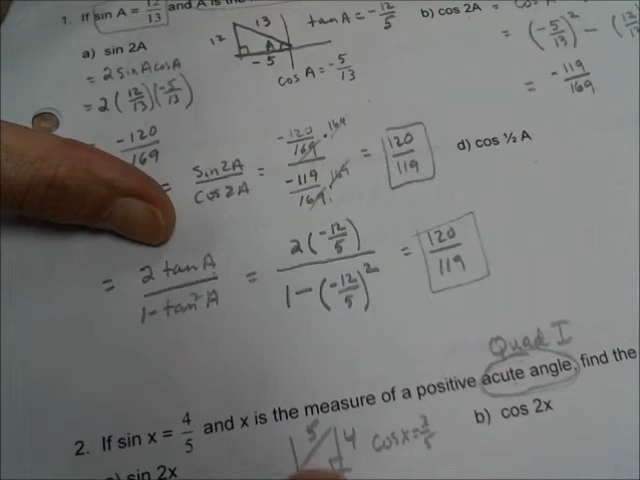 1. If sin A = 12/13 and A is the
tan A = -12/5
b) cos 2A =
12 13 A -5
cos A = -5/13
= (-5/13)² - (12/13
= -119/169
a) sin 2A
= 2 sin A cos A
= 2(12/13)(-5/13)
-120/169
= sin 2A / cos 2A = -120/169 · 169 / -119/169 · 169 = 120/119
d) cos ½ A
= 2 tan A / 1 - tan² A = 2(-12/5) / 1 - (-12/5)² = 120/119
Quad I
2. If sin x = 4/5 and x is the measure of a positive acute angle, find the
5 4 cos x = 3/5
b) cos 2x
a) sin 2x